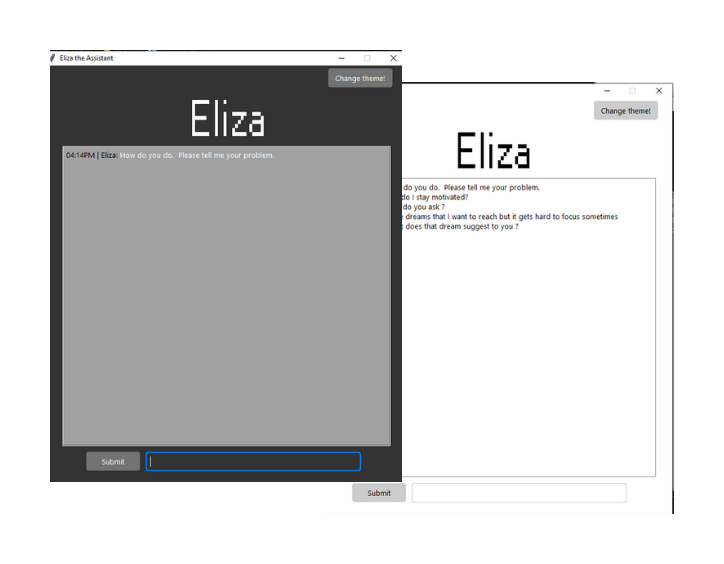 Eliza the Assistant
Change theme!
Eliza
04:14PM | Eliza: How do you do.  Please tell me your problem.
Submit
Change theme!
Eliza
do you do.  Please tell me your problem.
do I stay motivated?
do you ask ?
dreams that I want to reach but it gets hard to focus sometimes
does that dream suggest to you ?
Submit